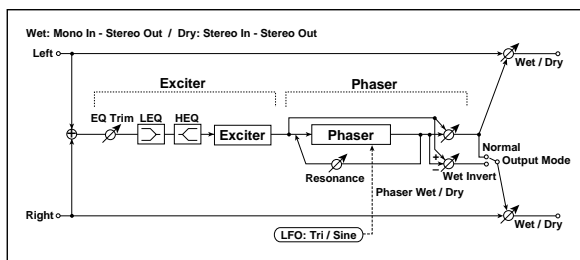 Wet: Mono In - Stereo Out / Dry: Stereo In - Stereo Out
Left
Wet / Dry
Exciter
Phaser
EQ Trim
LEQ
HEQ
Exciter
Phaser
Normal
Output Mode
+
–
Resonance
Wet Invert
Phaser Wet / Dry
Right
Wet / Dry
LFO: Tri / Sine